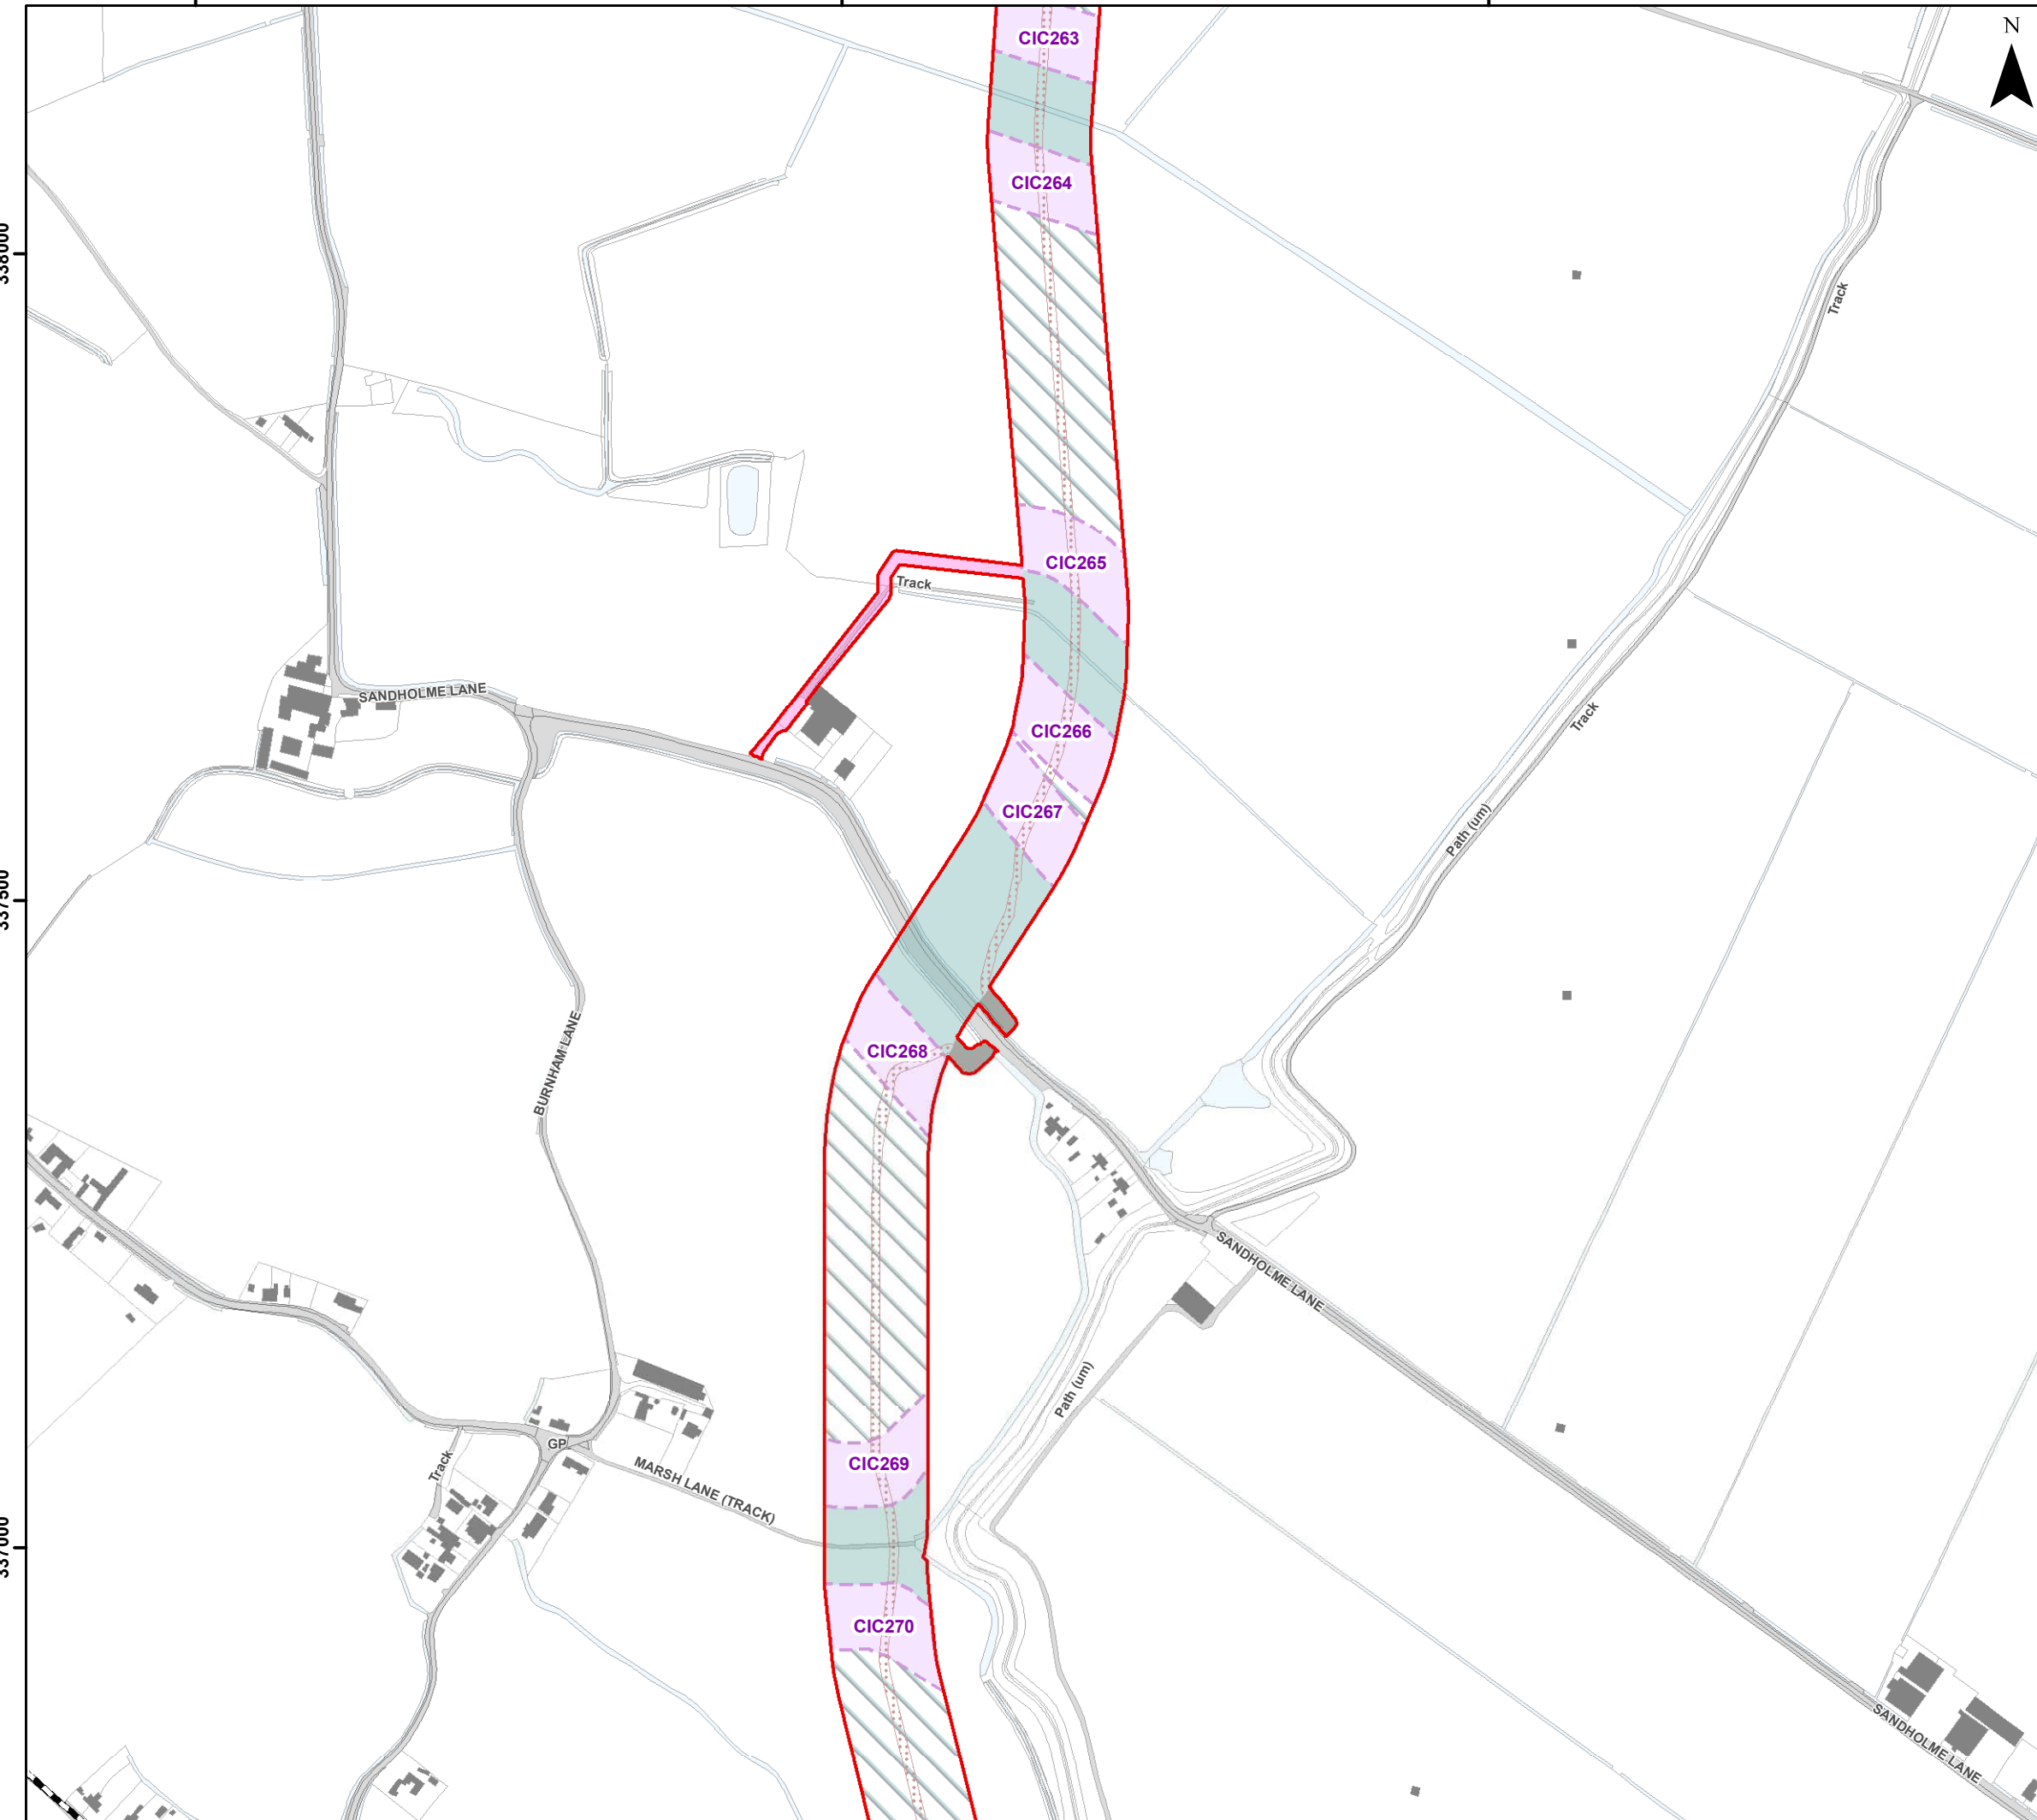 CIC263
N
CIC264
338000
Track
CIC265
Track
SANDHOLME LANE
Track
CIC266
CIC267
Path (um)
337500
CIC268
BURNHAM LANE
SANDHOLME LANE
Path (um)
GP
Track
CIC269
MARSH LANE (TRACK)
337000
CIC270
SANDHOLME LANE